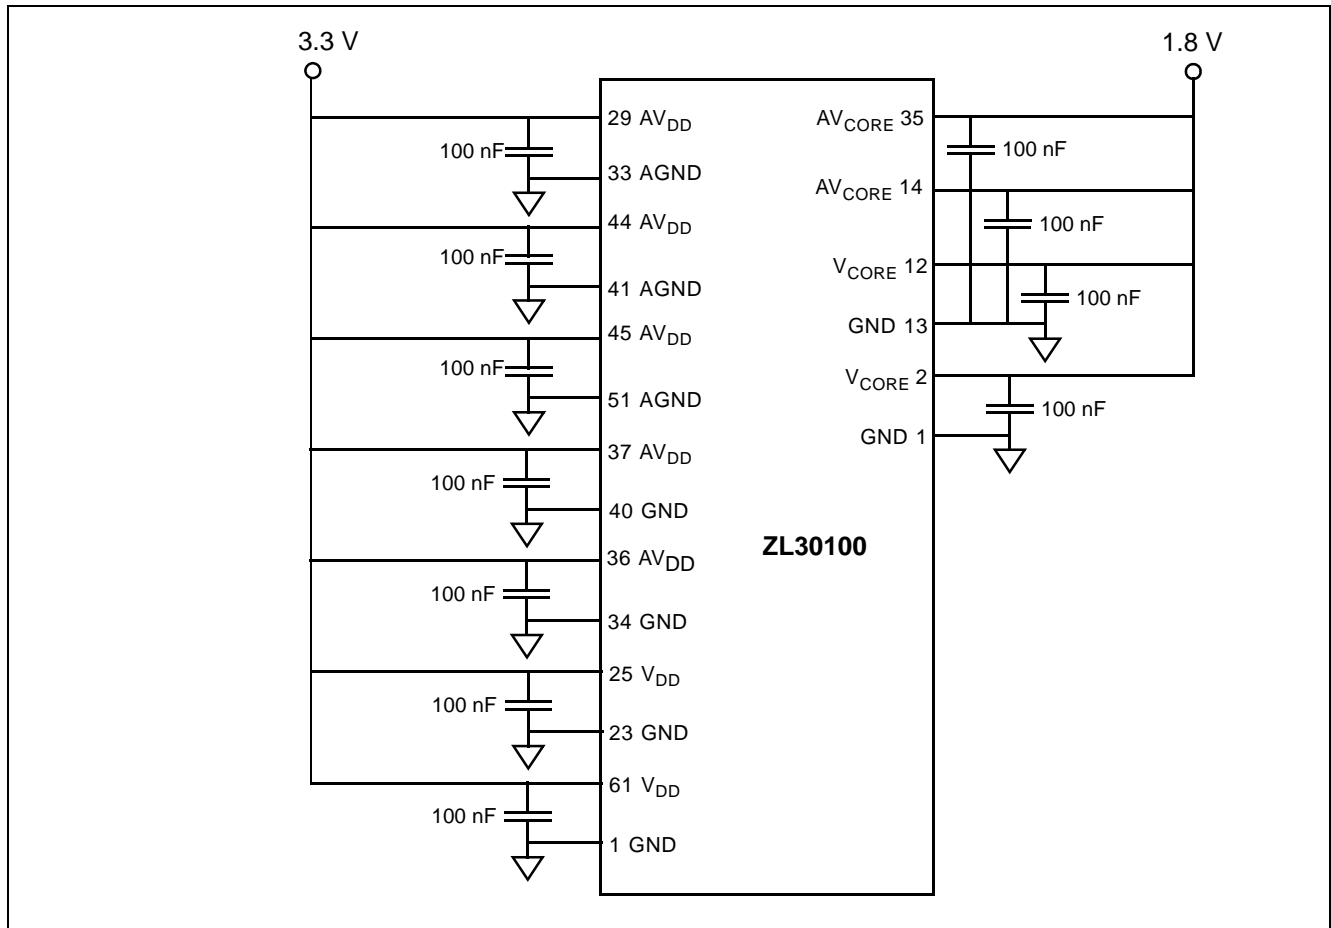 3.3 V
1.8 V
29 AVDD
100 nF
33 AGND
44 AVDD
100 nF
41 AGND
45 AVDD
100 nF
51 AGND
37 AVDD
100 nF
40 GND
36 AVDD
100 nF
34 GND
25 VDD
100 nF
23 GND
61 VDD
100 nF
1 GND
AVCORE 35
100 nF
AVCORE 14
100 nF
VCORE 12
100 nF
GND 13
VCORE 2
100 nF
GND 1
ZL30100